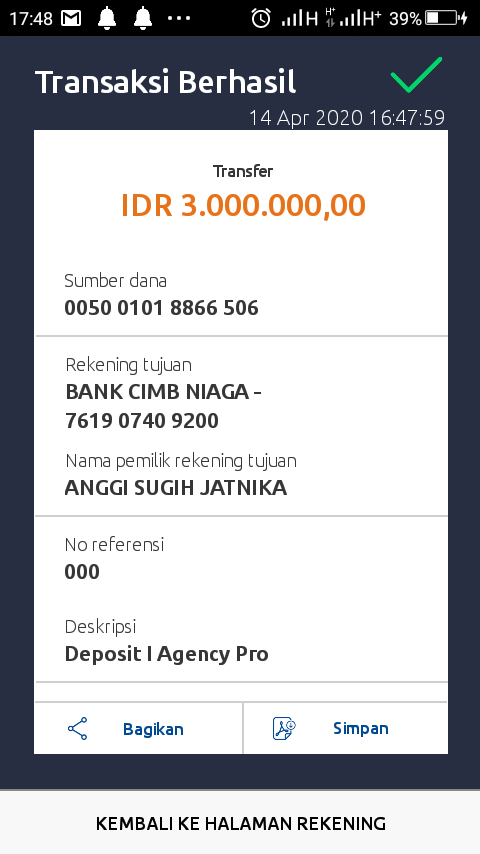 17:48 H H+ H+ 39%
Transaksi Berhasil
14 Apr 2020 16:47:59
Transfer
IDR 3.000.000,00
Sumber dana
0050 0101 8866 506
Rekening tujuan
BANK CIMB NIAGA -
7619 0740 9200
Nama pemilik rekening tujuan
ANGGI SUGIH JATNIKA
No referensi
000
Deskripsi
Deposit I Agency Pro
Bagikan
Simpan
KEMBALI KE HALAMAN REKENING